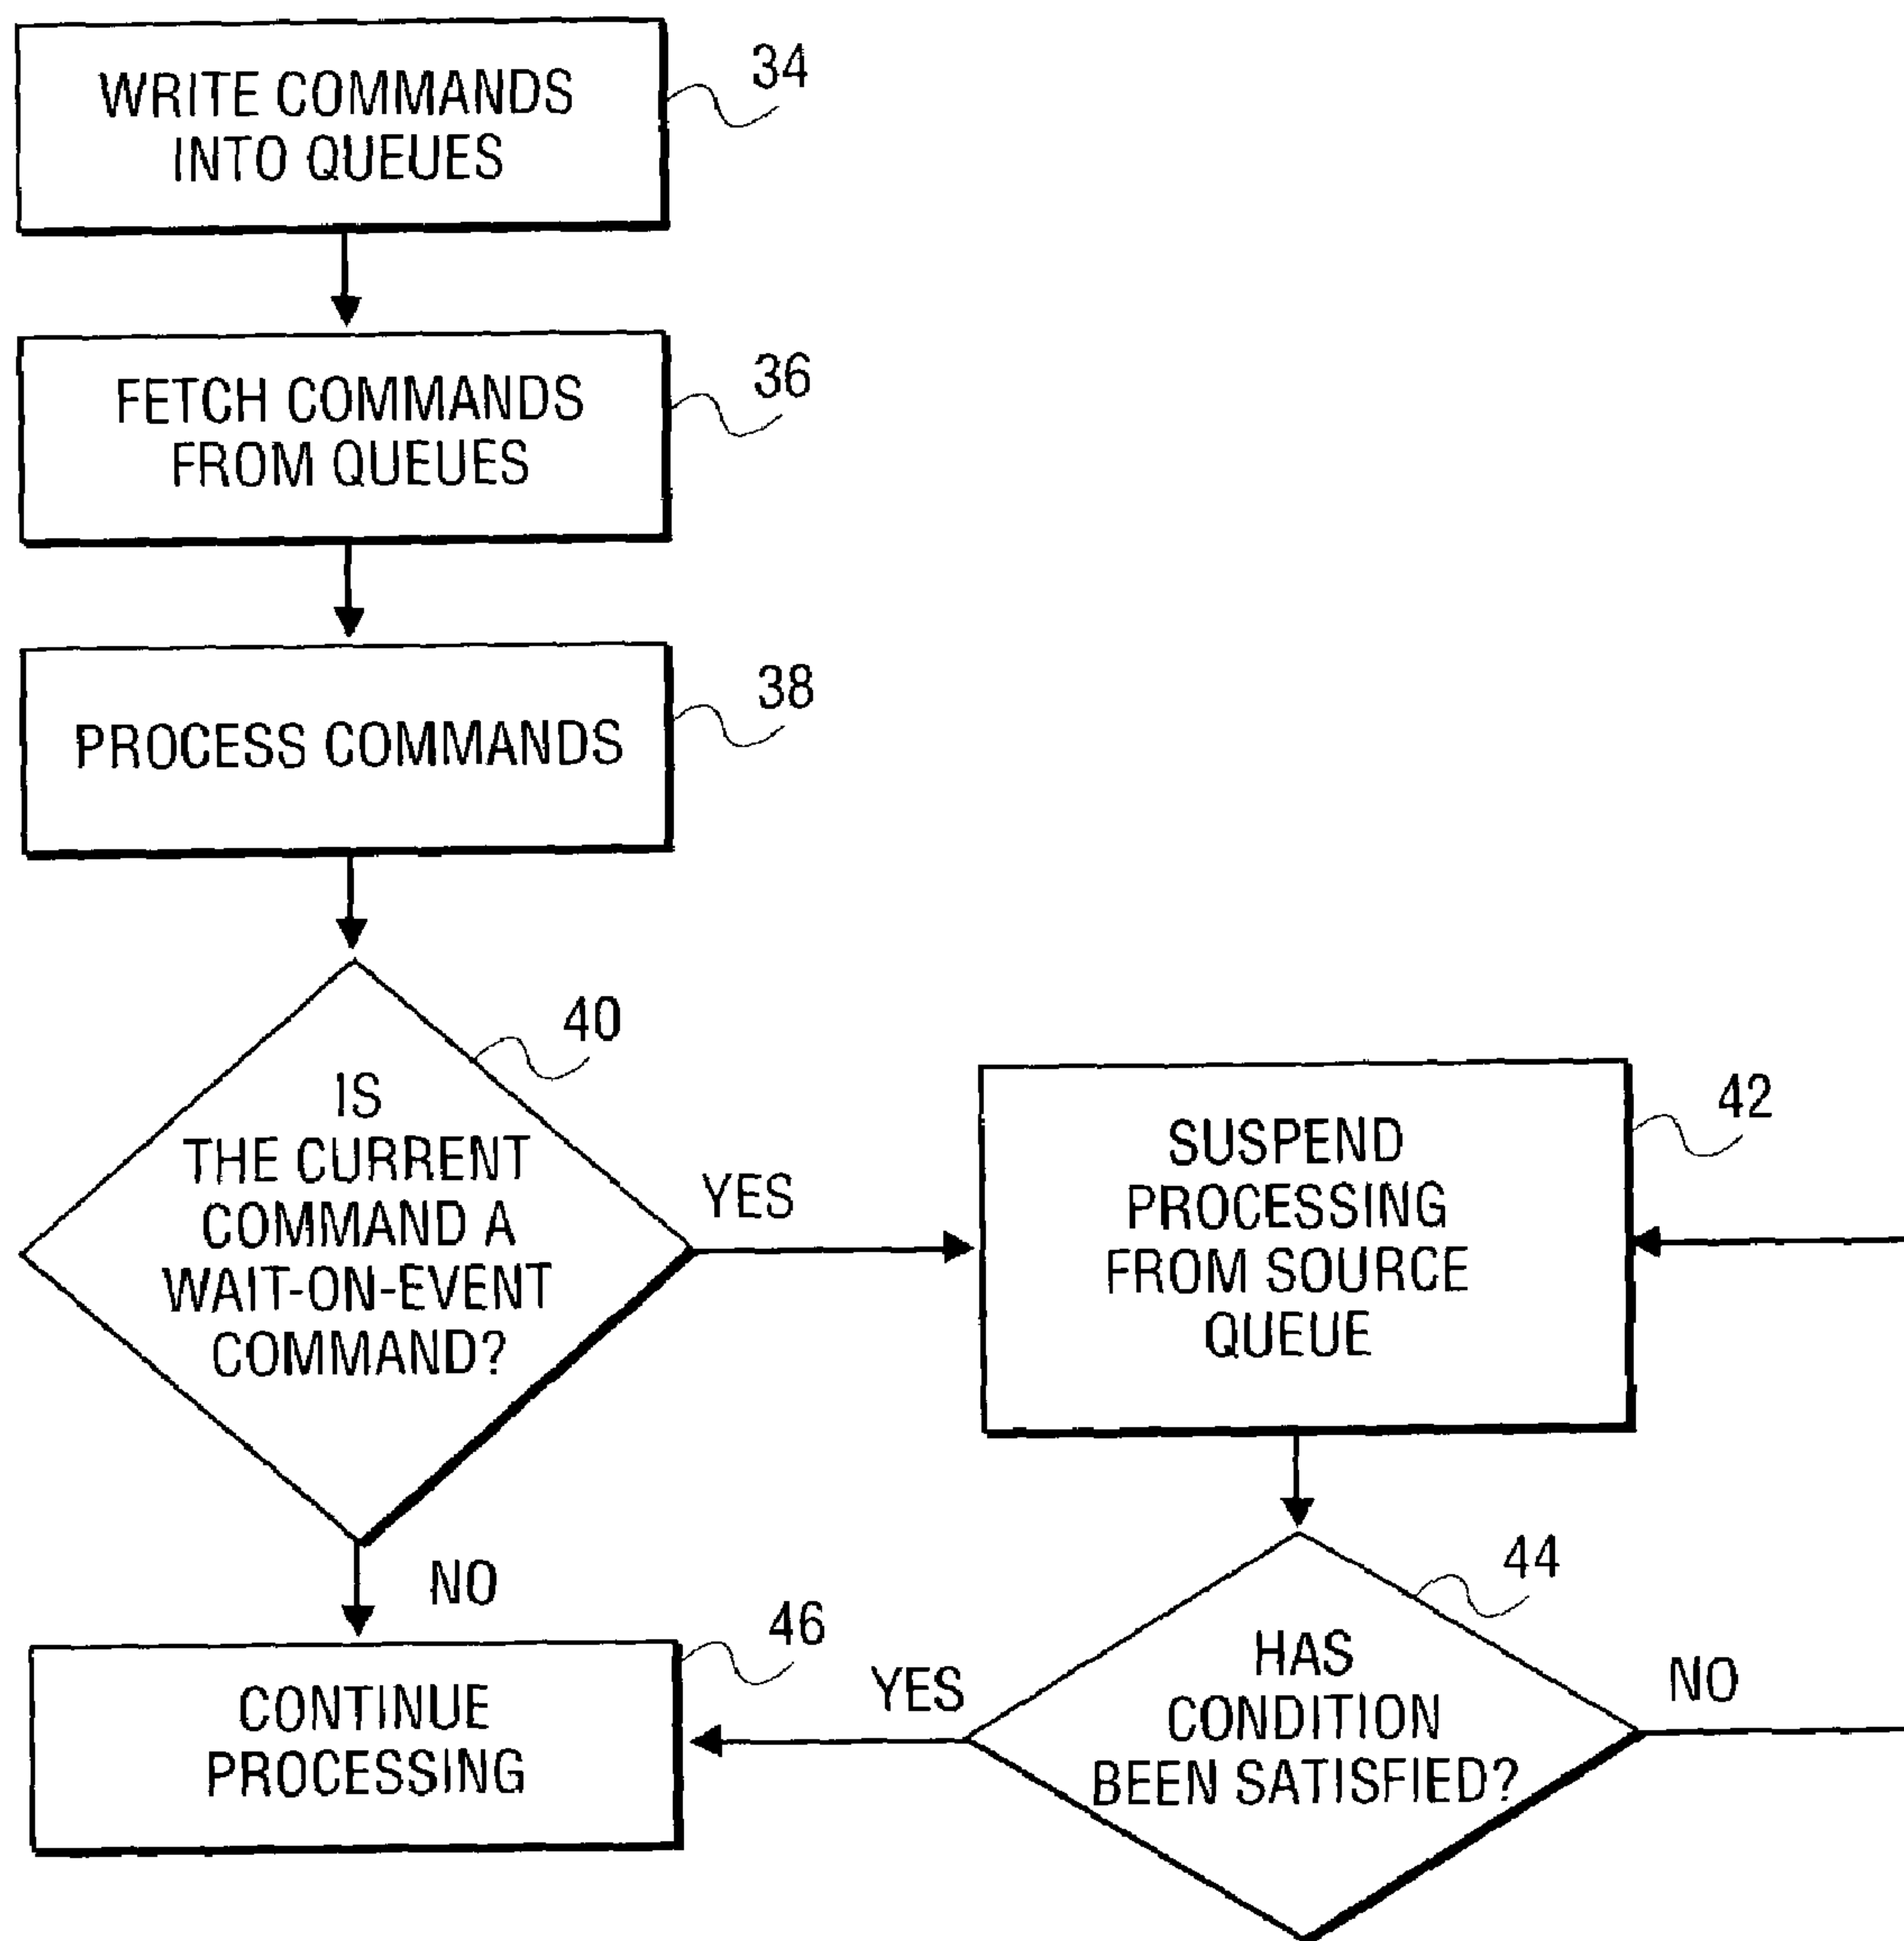 WRITE COMMANDS
INTO QUEUES
34
FETCH COMMANDS
FROM QUEUES
36
PROCESS COMMANDS
38
40
IS
THE CURRENT
COMMAND A
WAIT-ON-EVENT
COMMAND?
YES
SUSPEND
PROCESSING
FROM SOURCE
QUEUE
42
NO
44
HAS
CONDITION
BEEN SATISFIED?
YES
NO
46
CONTINUE
PROCESSING